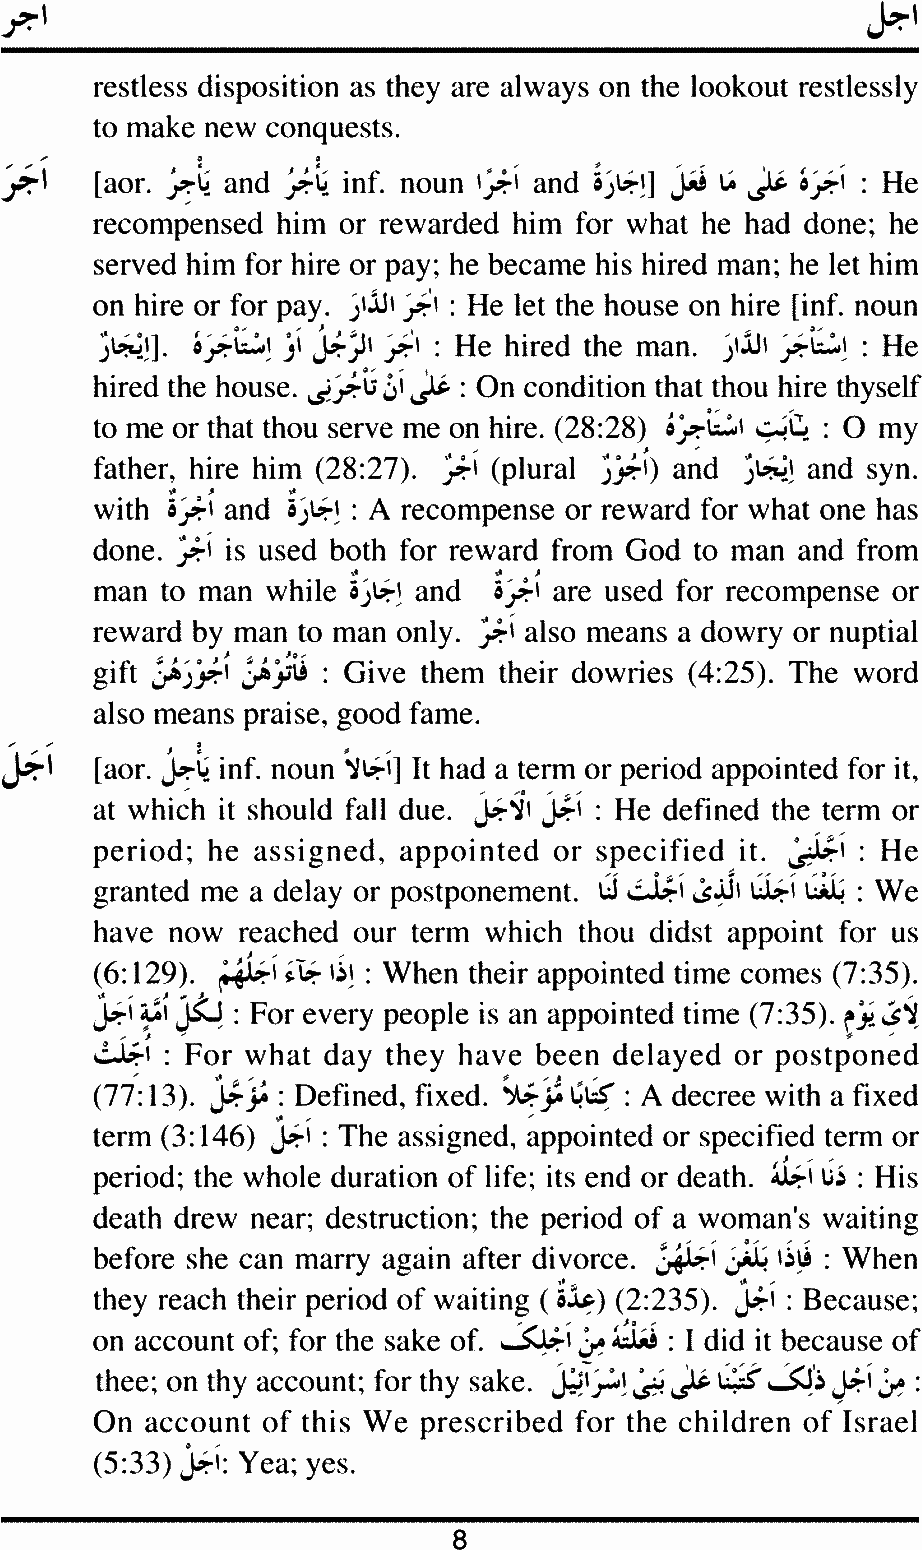 اجر اجل
restless disposition as they are always on the lookout restlessly
to make new conquests.
اَجَرَ [aor. يَأْجِرُ and يَأْجُرُ inf. noun اَجْرًا and اِجَارَةً] اَجَرَهُ عَلٰى مَا فَعَلَ : He
recompensed him or rewarded him for what he had done; he
served him for hire or pay; he became his hired man; he let him
on hire or for pay. اٰجَرَ الدَّارَ : He let the house on hire [inf. noun
اِيْجَارٌ]. اٰجَرَ الرَّجُلَ أوْ اِسْتَأْجَرَهُ : He hired the man. اِسْتَأْجَرَ الدَّارَ : He
hired the house. عَلٰى اَنْ تَأْجُرَنِى : On condition that thou hire thyself
to me or that thou serve me on hire. (28:28) يٰٓاَبَتِ اسْتَأْجِرْهُ : O my
father, hire him (28:27). اَجْرٌ (plural اُجُوْرٌ) and اِيْجَارٌ and syn.
with اُجْرَةٌ and اِجَارَةٌ : A recompense or reward for what one has
done. اَجْرٌ is used both for reward from God to man and from
man to man while اِجَارَةٌ and اُجْرَةٌ are used for recompense or
reward by man to man only. اَجْرٌ also means a dowry or nuptial
gift فَاٰتُوْهُنَّ اُجُوْرَهُنَّ : Give them their dowries (4:25). The word
also means praise, good fame.
اَجَلَ [aor. يَأْجِلُ inf. noun اَجَالاً] It had a term or period appointed for it,
at which it should fall due. اَجَّلَ الْاَجَلَ : He defined the term or
period; he assigned, appointed or specified it. اَجَّلَنِىْ : He
granted me a delay or postponement. بَلَغْنَا اَجَلَنَا الَّذِىْ اَجَّلْتَ لَنَا : We
have now reached our term which thou didst appoint for us
(6:129). اِذَا جَآءَ اَجَلُهُمْ : When their appointed time comes (7:35).
لِكُلِّ اُمَّةٍ اَجَلٌ : For every people is an appointed time (7:35). لِاَىِّ يَوْمٍ
اُجِّلَتْ : For what day they have been delayed or postponed
(77:13). مُؤَجَّلٌ : Defined, fixed. كِتَابًا مُّؤَجَّلاً : A decree with a fixed
term (3:146) اَجَلٌ : The assigned, appointed or specified term or
period; the whole duration of life; its end or death. دَنَا اَجَلُهُ : His
death drew near; destruction; the period of a woman's waiting
before she can marry again after divorce. فَاِذَا بَلَغْنَ اَجَلَهُنَّ : When
they reach their period of waiting (عِدَّةٌ) (2:235). اَجْلٌ : Because;
on account of; for the sake of. فَعَلْتُهُ مِنْ اَجْلِكَ : I did it because of
thee; on thy account; for thy sake. مِنْ اَجْلِ ذٰلِكَ كَتَبْنَا عَلٰى بَنِىْ اِسْرَآئِيْلَ :
On account of this We prescribed for the children of Israel
(5:33) اَجَلْ: Yea; yes.
8